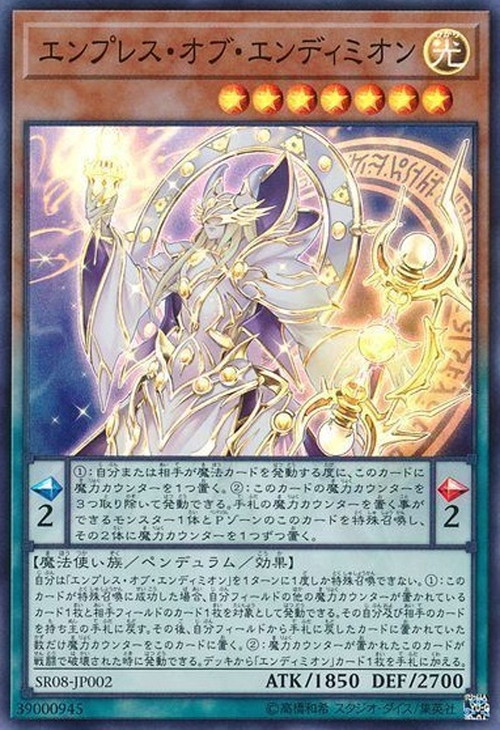 エンプレス・オブ・エンディミオン
光
①：自分または相手が魔法カードを発動する度に、このカードに
魔力カウンターを1つ置く。②：このカードの魔力カウンターを
3つ取り除いて発動できる。手札の魔力カウンターを置く事が
できるモンスター1体とPゾーンのこのカードを特殊召喚し、
その2体に魔力カウンターを1つずつ置く。
2
2
【魔法使い族／ペンデュラム／効果】
自分は「エンプレス・オブ・エンディミオン」を1ターンに1度しか特殊召喚できない。①：この
カードが特殊召喚に成功した場合、自分フィールドの他の魔力カウンターが置かれている
カード1枚と相手フィールドのカード1枚を対象として発動できる。その自分及び相手のカード
を持ち主の手札に戻す。その後、自分フィールドから手札に戻したカードに置かれていた
数だけ魔力カウンターをこのカードに置く。②：魔力カウンターが置かれたこのカードが
戦闘で破壊された時に発動できる。デッキから「エンディミオン」カード1枚を手札に加える。
SR08-JP002
ATK/1850 DEF/2700
39000945
©高橋和希 スタジオ・ダイス/集英社